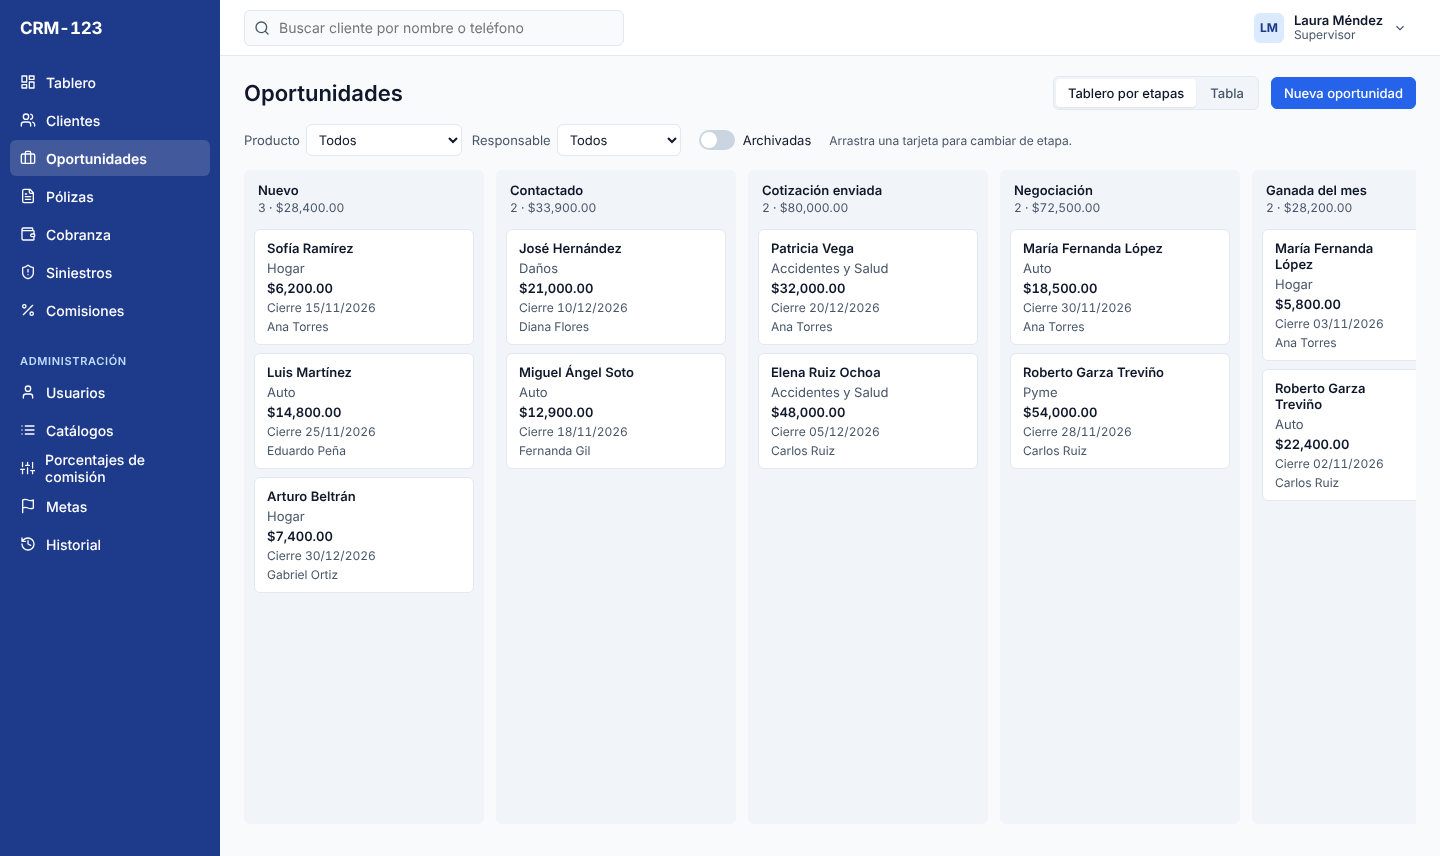 CRM-123
Tablero
Clientes
Oportunidades
Pólizas
Cobranza
Siniestros
Comisiones
ADMINISTRACIÓN
Usuarios
Catálogos
Porcentajes de
comisión
Metas
Historial
Buscar cliente por nombre o teléfono
LM
Laura Méndez
Supervisor
Oportunidades
Tablero por etapas
Tabla
Nueva oportunidad
Producto
Todos
Responsable
Todos
Archivadas
Arrastra una tarjeta para cambiar de etapa.
Nuevo
3 · $28,400.00
Sofía Ramírez
Hogar
$6,200.00
Cierre 15/11/2026
Ana Torres
Luis Martínez
Auto
$14,800.00
Cierre 25/11/2026
Eduardo Peña
Arturo Beltrán
Hogar
$7,400.00
Cierre 30/12/2026
Gabriel Ortiz
Contactado
2 · $33,900.00
José Hernández
Daños
$21,000.00
Cierre 10/12/2026
Diana Flores
Miguel Ángel Soto
Auto
$12,900.00
Cierre 18/11/2026
Fernanda Gil
Cotización enviada
2 · $80,000.00
Patricia Vega
Accidentes y Salud
$32,000.00
Cierre 20/12/2026
Ana Torres
Elena Ruiz Ochoa
Accidentes y Salud
$48,000.00
Cierre 05/12/2026
Carlos Ruiz
Negociación
2 · $72,500.00
María Fernanda López
Auto
$18,500.00
Cierre 30/11/2026
Ana Torres
Roberto Garza Treviño
Pyme
$54,000.00
Cierre 28/11/2026
Carlos Ruiz
Ganada del mes
2 · $28,200.00
María Fernanda
López
Hogar
$5,800.00
Cierre 03/11/2026
Ana Torres
Roberto Garza
Treviño
Auto
$22,400.00
Cierre 02/11/2026
Carlos Ruiz